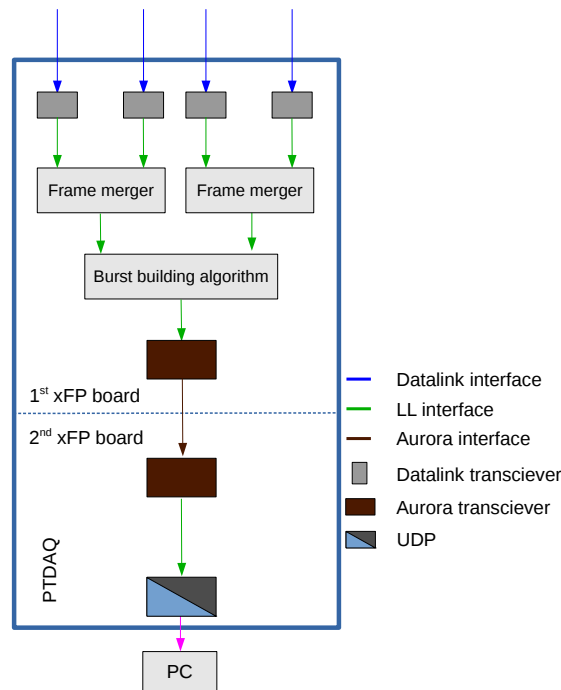 Frame merger
Frame merger
Burst building algorithm
1st xFP board
2nd xFP board
PTDAQ
PC
Datalink interface
LL interface
Aurora interface
Datalink transciever
Aurora transciever
UDP